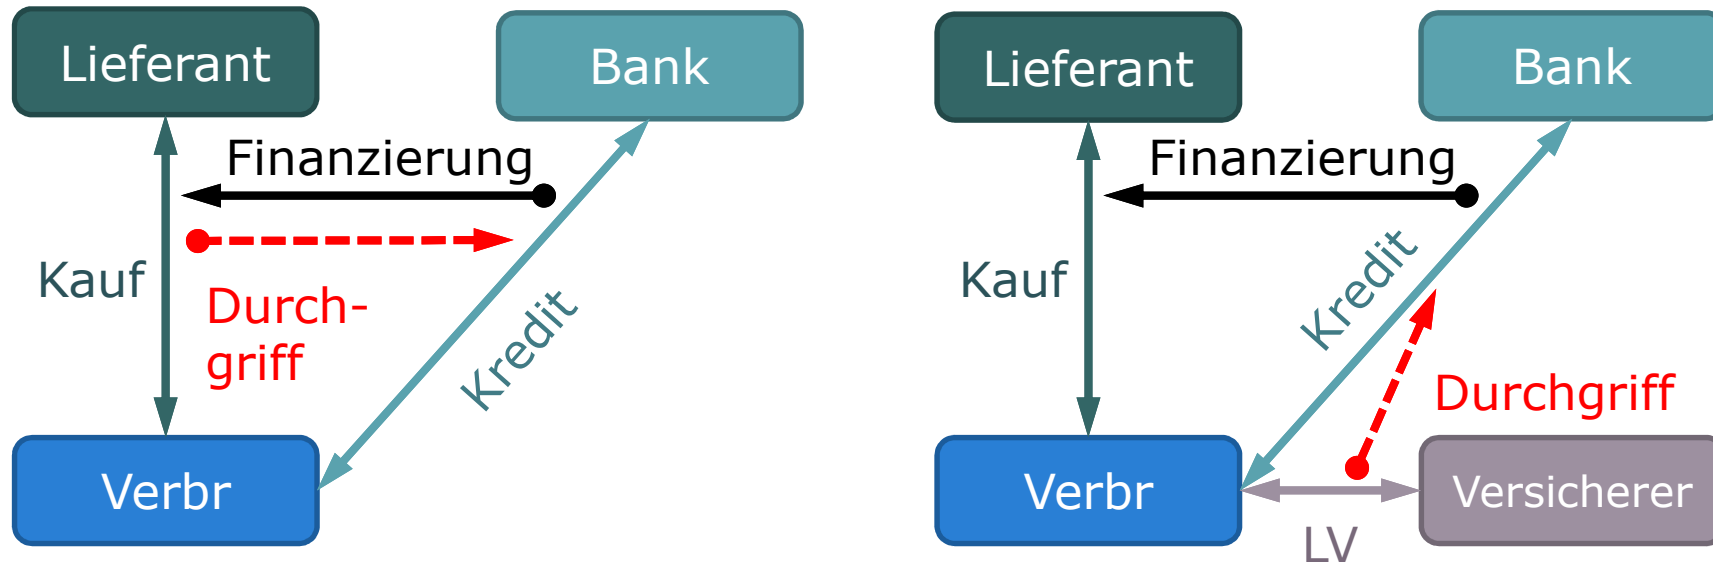 Lieferant
Bank
Finanzierung
Kauf
Durch-
griff
Kredit
Verbr
Lieferant
Bank
Finanzierung
Kauf
Kredit
Durchgriff
Verbr
Versicherer
LV